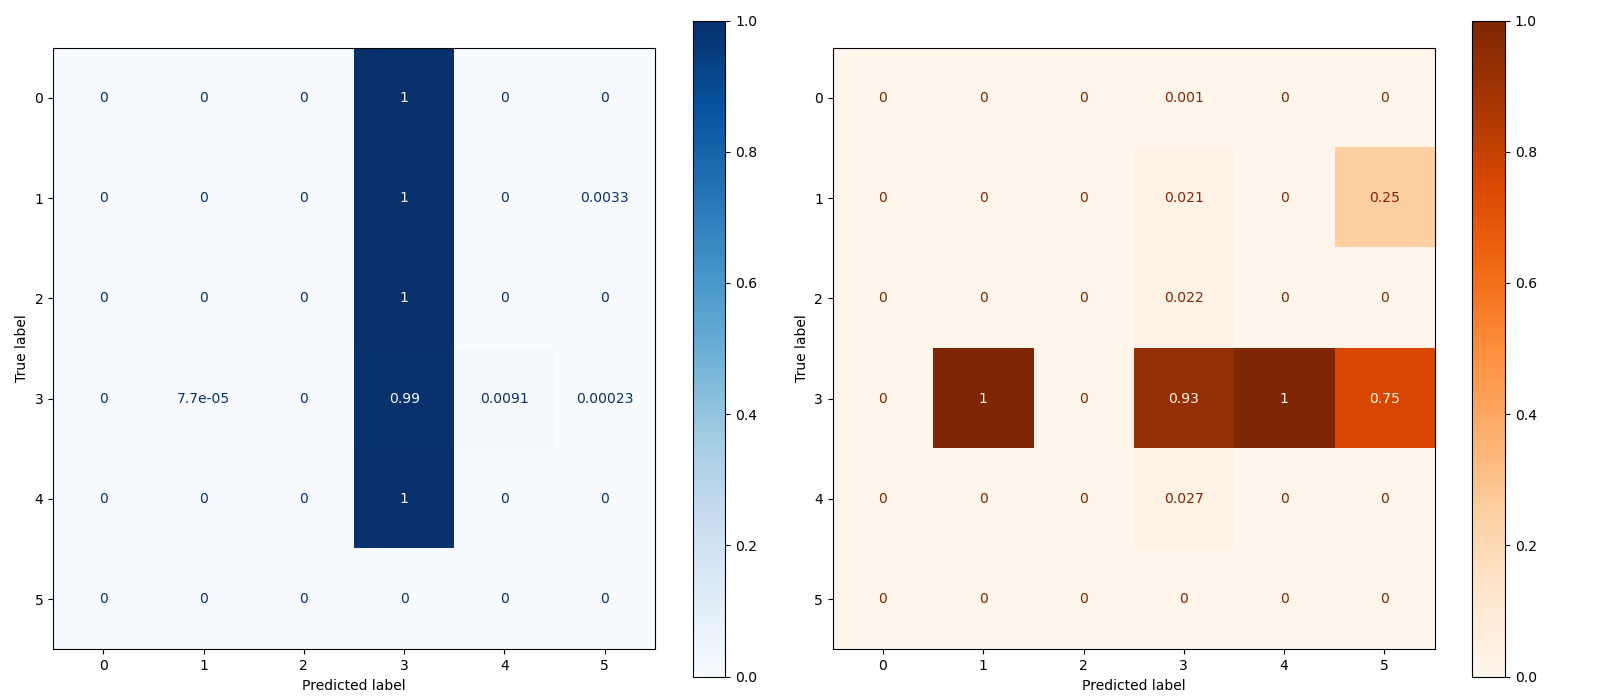 1.0
1.0
0 0 0 0 1 0 0
0 0 0 0 0.001 0 0
0.8
0.8
1 0 0 0 1 0 0.0033
1 0 0 0 0.021 0 0.25
0.6
0.6
2 0 0 0 1 0 0
2 0 0 0 0.022 0 0
True label
True label
3 0 7.7e-05 0 0.99 0.0091 0.00023
3 0 1 0 0.93 1 0.75
0.4
0.4
4 0 0 0 1 0 0
4 0 0 0 0.027 0 0
0.2
0.2
5 0 0 0 0 0 0
5 0 0 0 0 0 0
0 1 2 3 4 5
0 1 2 3 4 5
0.0
0.0
Predicted label
Predicted label